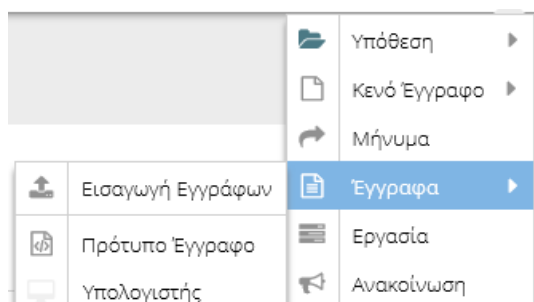 Υπόθεση
Κενό Έγγραφο
Μήνυμα
Έγγραφα
Εργασία
Ανακοίνωση
Εισαγωγή Εγγράφων
Πρότυπο Έγγραφο
Υπολογιστής